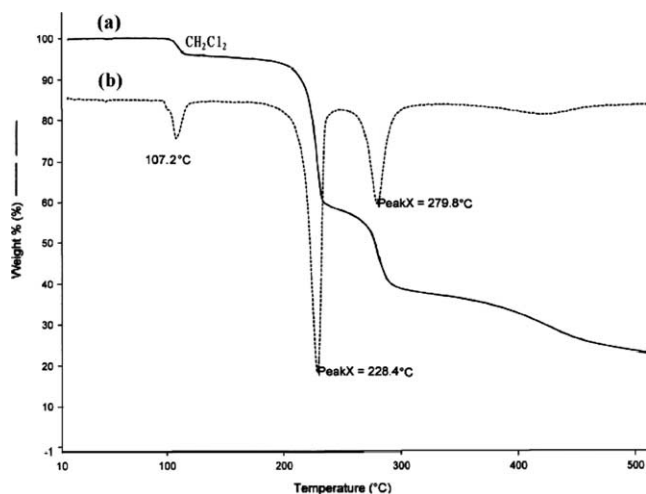 (a)
CH₂Cl₂
(b)
107.2°C
PeakX = 279.8°C
PeakX = 228.4°C
Weight % (%)
100
90
80
70
60
50
40
30
20
10
-1
10
100
200
300
400
500
Temperature (°C)